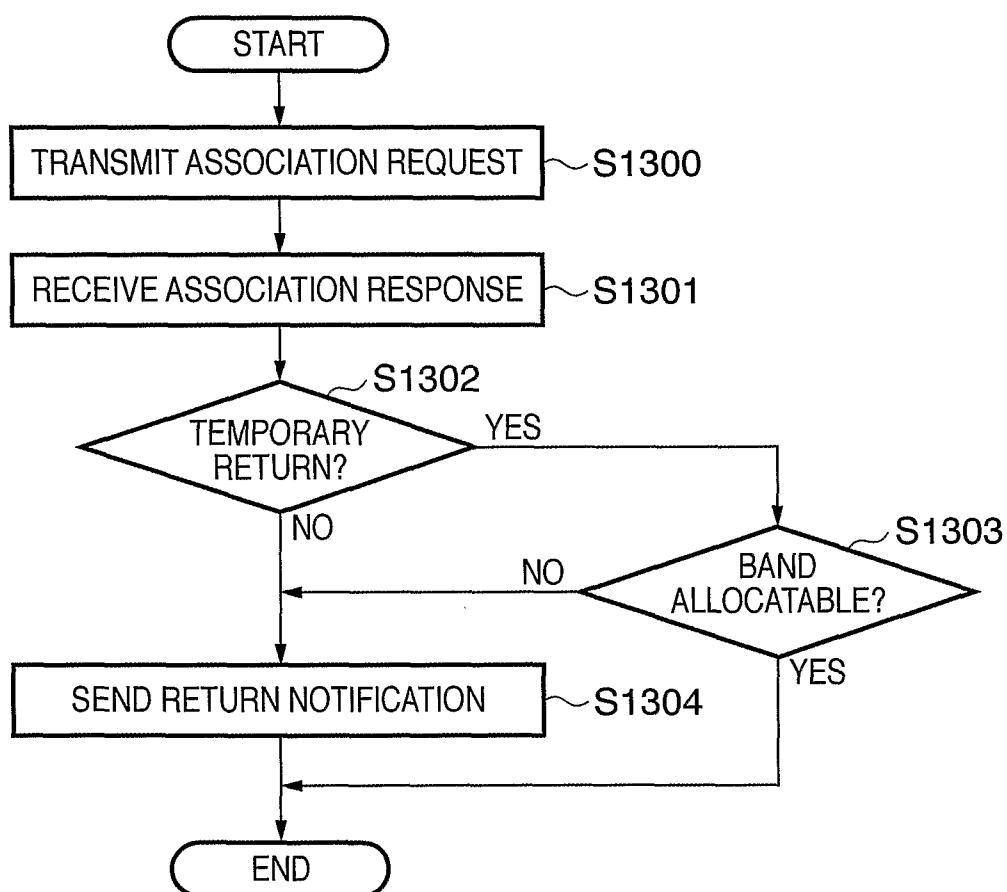 START
TRANSMIT ASSOCIATION REQUEST
S1300
RECEIVE ASSOCIATION RESPONSE
S1301
S1302
TEMPORARY
RETURN?
YES
NO
S1303
BAND
ALLOCATABLE?
NO
YES
SEND RETURN NOTIFICATION
S1304
END